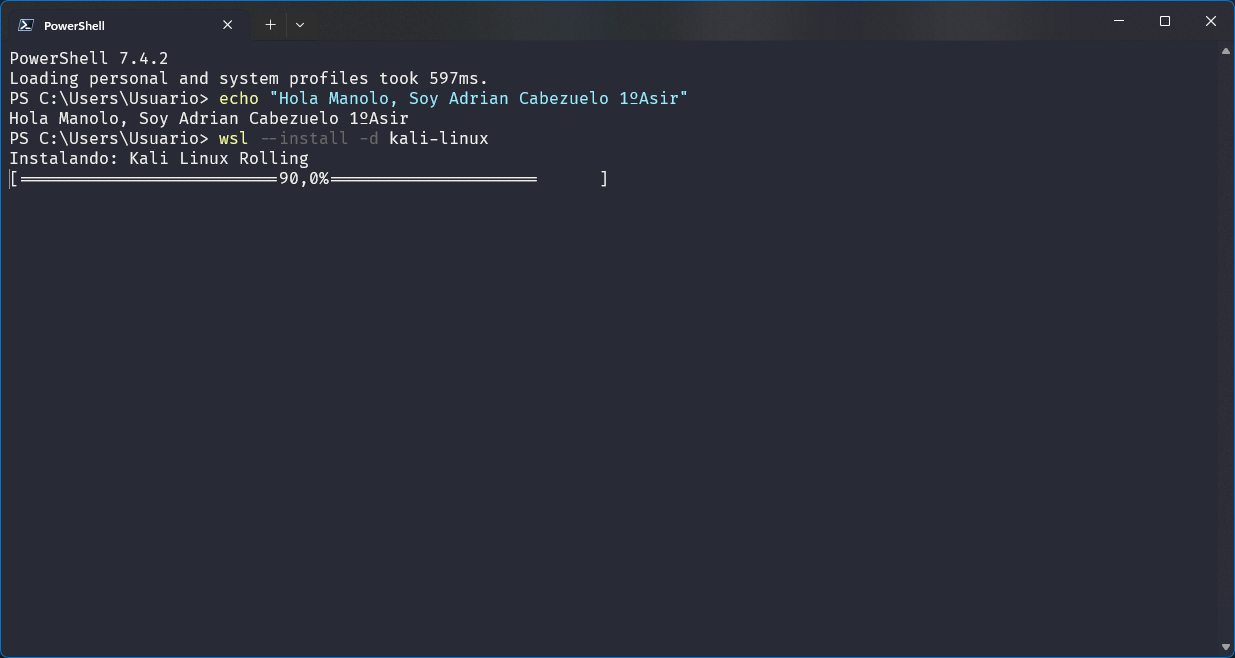 PowerShell
PowerShell 7.4.2
Loading personal and system profiles took 597ms.
PS C:\Users\Usuario> echo "Hola Manolo, Soy Adrian Cabezuelo 1ºAsir"
Hola Manolo, Soy Adrian Cabezuelo 1ºAsir
PS C:\Users\Usuario> wsl --install -d kali-linux
Instalando: Kali Linux Rolling
[==========================90,0%=====================      ]